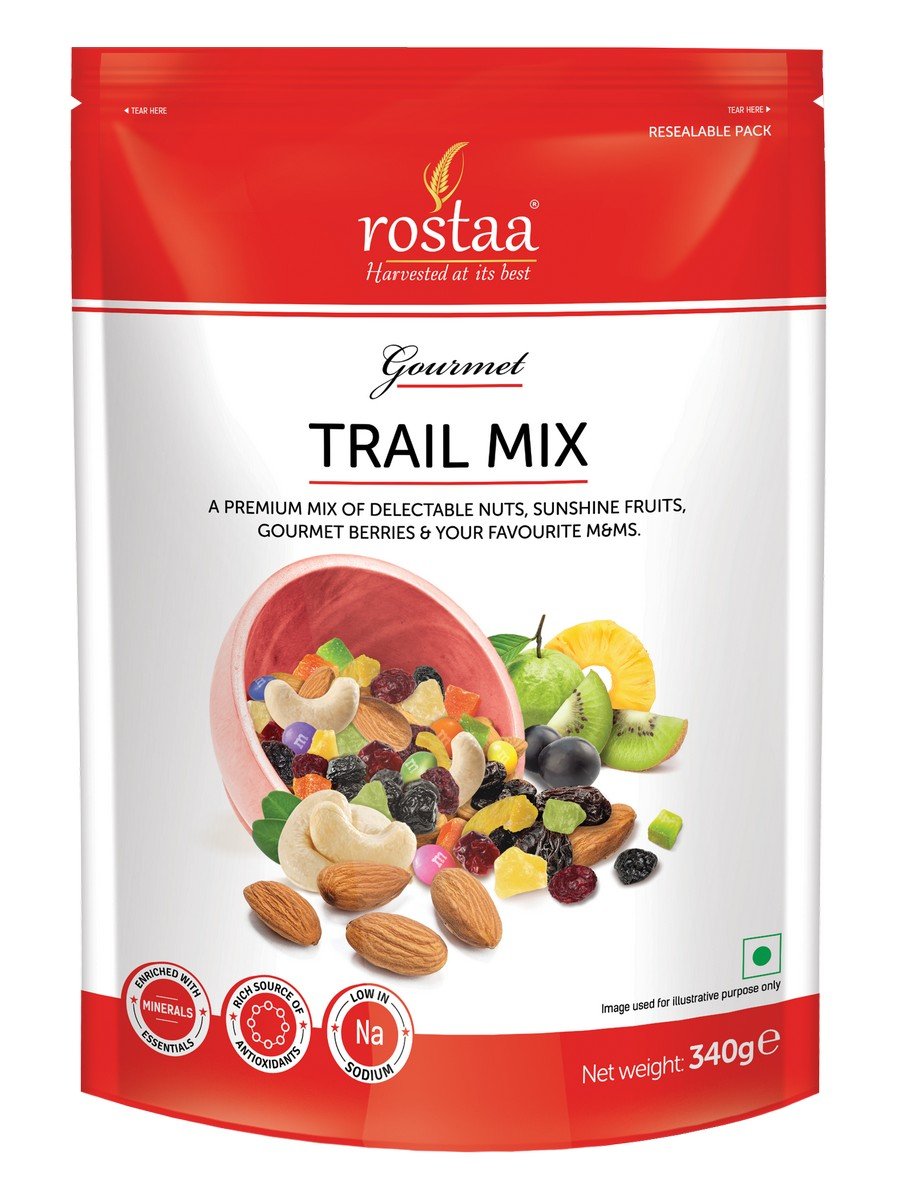 ◀ TEAR HERE
TEAR HERE ▶
RESEALABLE PACK
rostaa®
Harvested at its best
Gourmet
TRAIL MIX
A PREMIUM MIX OF DELECTABLE NUTS, SUNSHINE FRUITS,
GOURMET BERRIES & YOUR FAVOURITE M&MS.
m
m
m
Image used for illustrative purpose only
ENRICHED WITH
MINERALS
ESSENTIALS
RICH SOURCE OF
ANTIOXIDANTS
LOW IN
Na
SODIUM
Net weight: 340g ℮